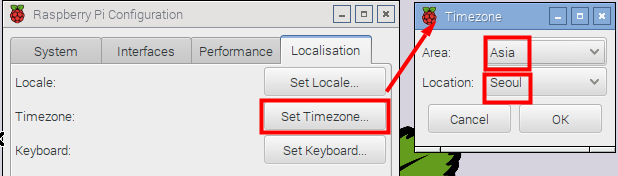 Raspberry Pi Configuration
System Interfaces Performance Localisation
Locale: Set Locale...
Timezone: Set Timezone...
Keyboard: Set Keyboard...
Timezone
Area: Asia
Location: Seoul
Cancel OK